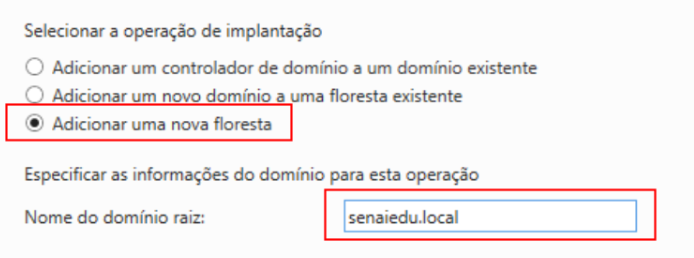 Selecionar a operação de implantação
Adicionar um controlador de domínio a um domínio existente
Adicionar um novo domínio a uma floresta existente
Adicionar uma nova floresta
Especificar as informações do domínio para esta operação
Nome do domínio raiz: senaiedu.local